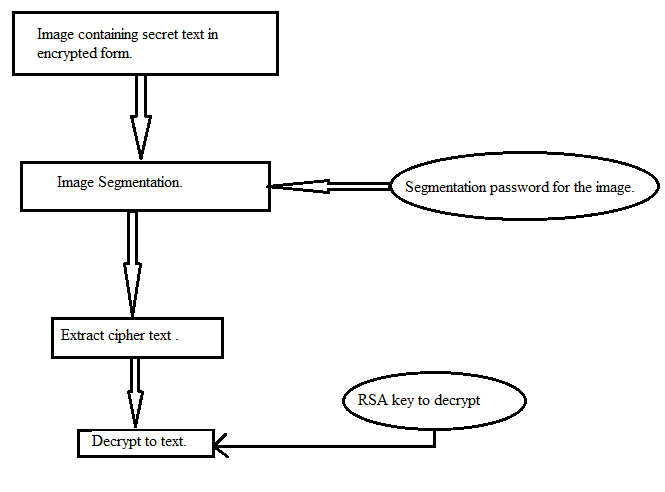 Image containing secret text in
encrypted form.
Image Segmentation.
Segmentation password for the image.
Extract cipher text .
RSA key to decrypt
Decrypt to text.